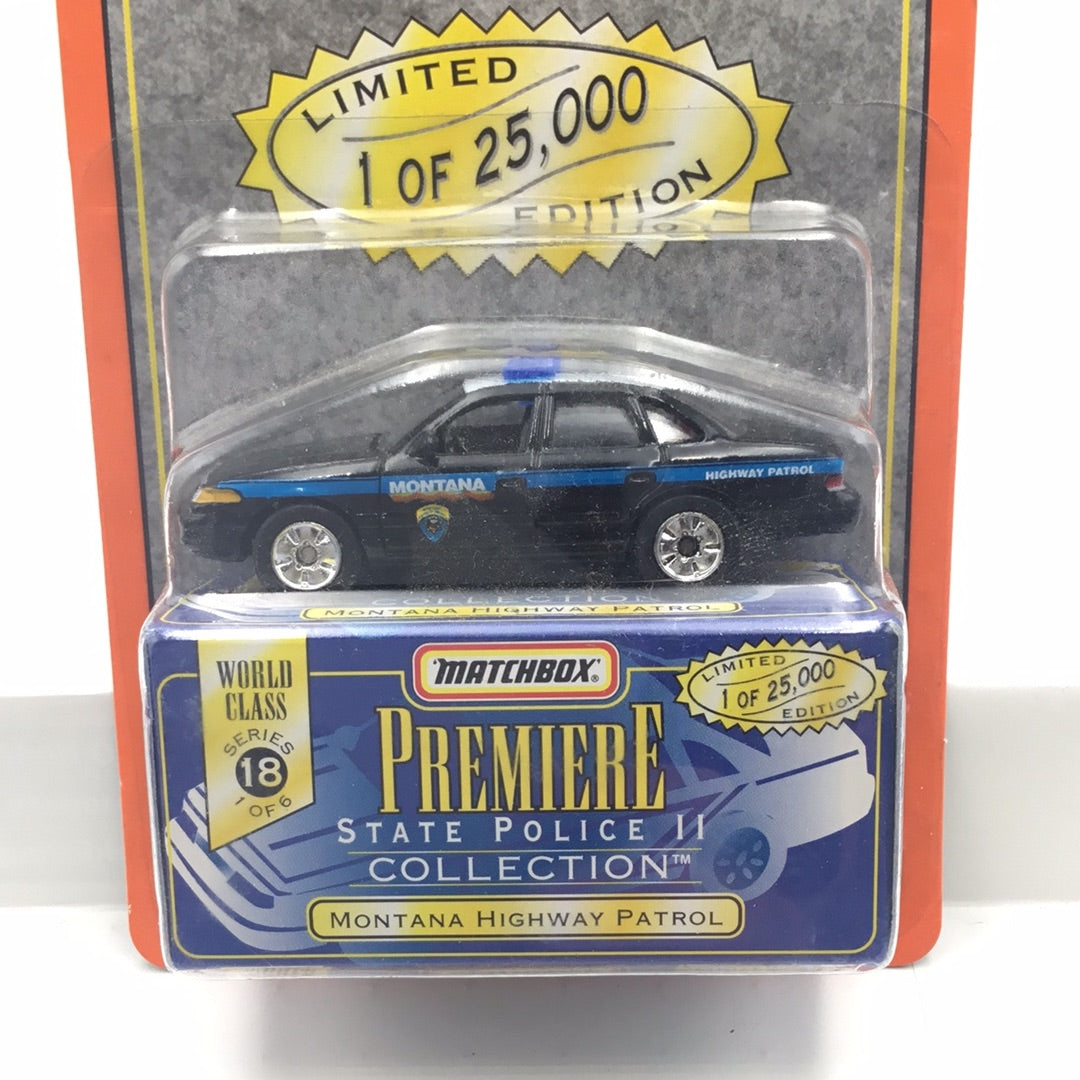 LIMITED
1 OF 25,000
EDITION
MONTANA
HIGHWAY PATROL
COLLECTION
MONTANA HIGHWAY PATROL
WORLD
CLASS
SERIES
18
1 OF 6
MATCHBOX®
LIMITED
1 OF 25,000
EDITION
PREMIERE
STATE POLICE II
COLLECTION™
MONTANA HIGHWAY PATROL